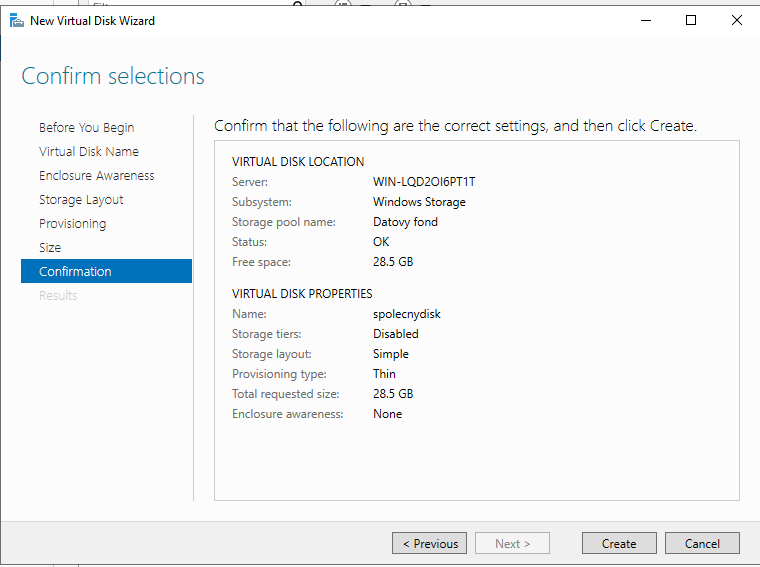 New Virtual Disk Wizard
Confirm selections
Before You Begin
Virtual Disk Name
Enclosure Awareness
Storage Layout
Provisioning
Size
Confirmation
Results
Confirm that the following are the correct settings, and then click Create.
VIRTUAL DISK LOCATION
Server: WIN-LQD2OI6PT1T
Subsystem: Windows Storage
Storage pool name: Datovy fond
Status: OK
Free space: 28.5 GB
VIRTUAL DISK PROPERTIES
Name: spolecnydisk
Storage tiers: Disabled
Storage layout: Simple
Provisioning type: Thin
Total requested size: 28.5 GB
Enclosure awareness: None
< Previous Next > Create Cancel